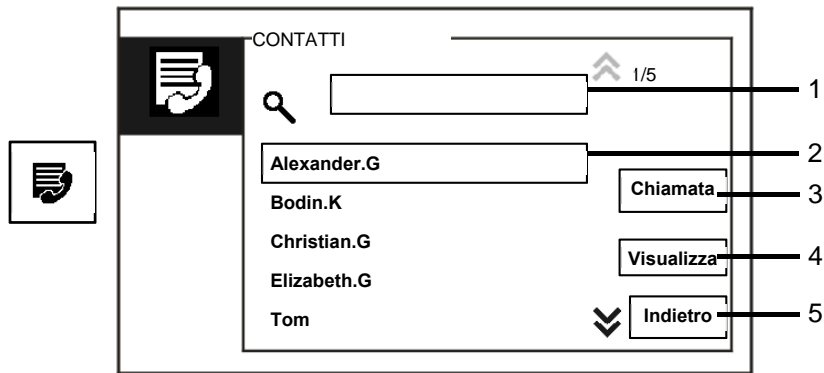 CONTATTI
1/5
1
Alexander.G
2
Bodin.K
Chiamata
3
Christian.G
Visualizza
4
Elizabeth.G
Tom
Indietro
5